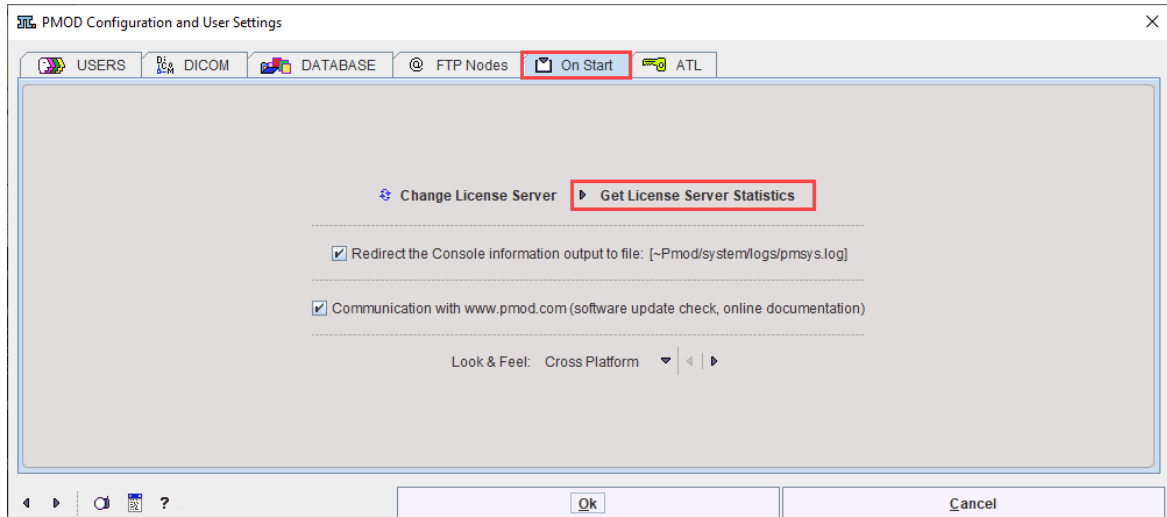 PMOD Configuration and User Settings
USERS DICOM DATABASE @ FTP Nodes On Start ATL
Change License Server Get License Server Statistics
Redirect the Console information output to file: [~Pmod/system/logs/pmsys.log]
Communication with www.pmod.com (software update check, online documentation)
Look & Feel: Cross Platform
? Ok Cancel